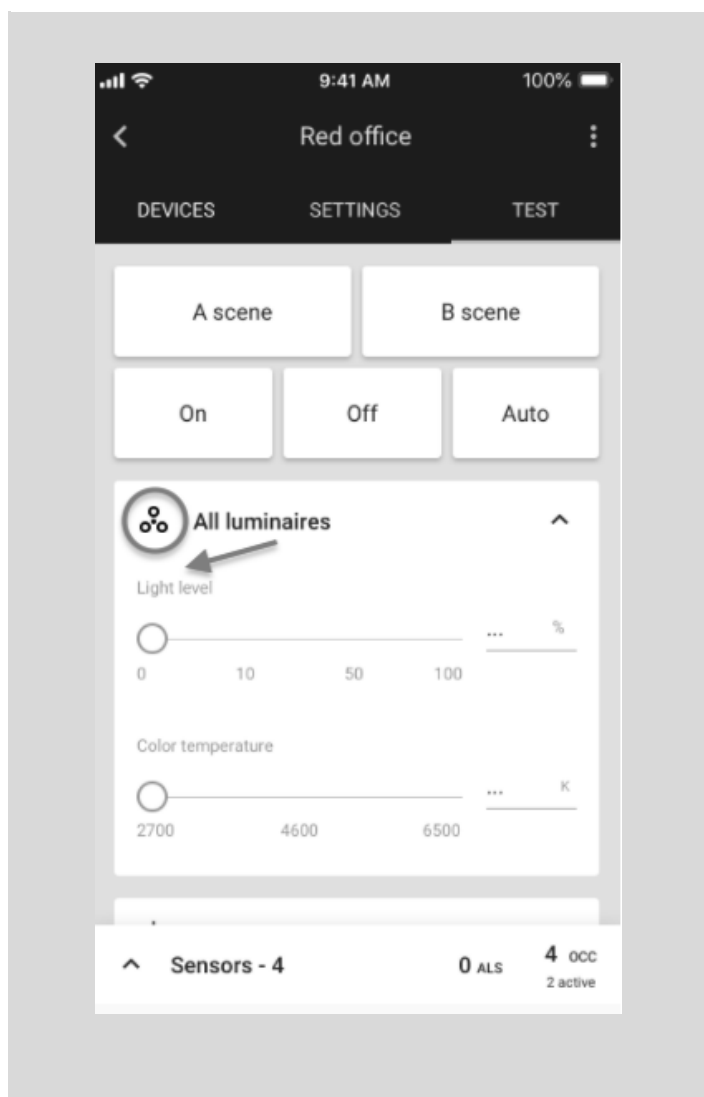 9:41 AM 100%
Red office
DEVICES SETTINGS TEST
A scene B scene
On Off Auto
All luminaires
Light level
... %
0 10 50 100
Color temperature
... K
2700 4600 6500
Sensors - 4 0 ALS 4 OCC
2 active